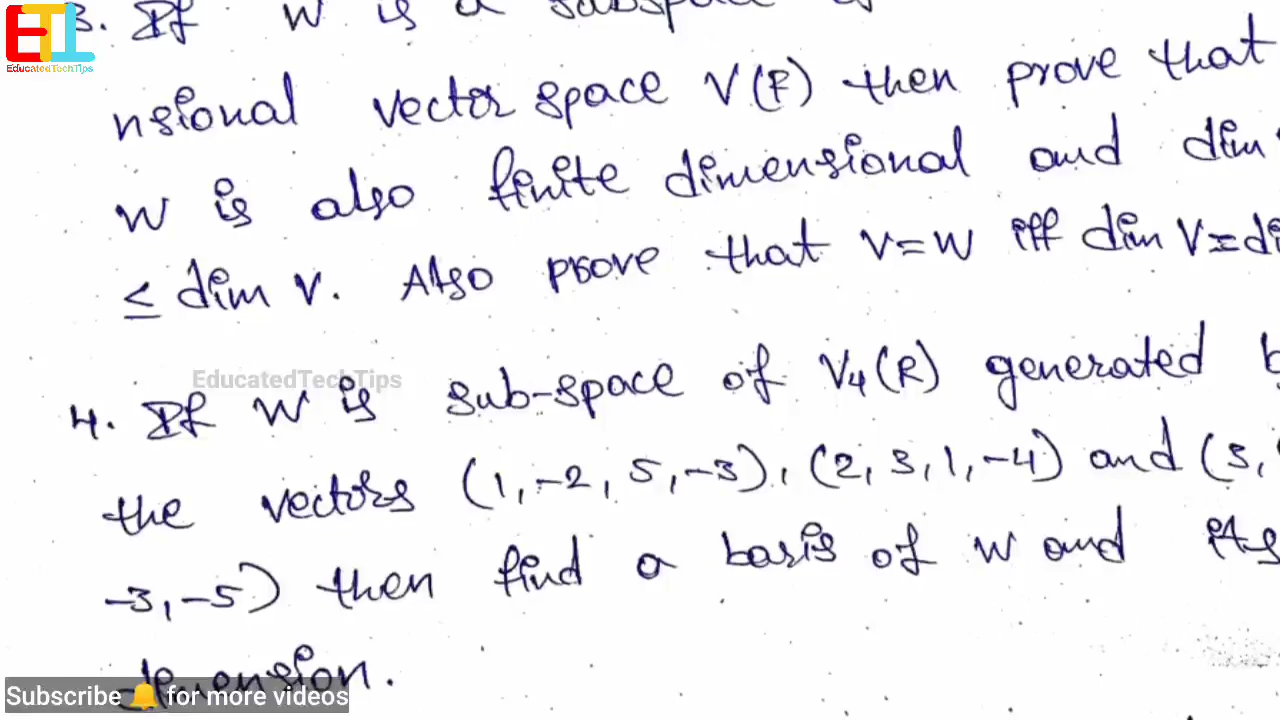 3. If W is a subspace
EducatedTechTips
nsional vector space V(F) then prove that
W is also finite dimensional and dim
≤ dim V. Also prove that V=W iff dim V=di
EducatedTechTips
4. If W is sub-space of V₄(R) generated b
the vectors (1,-2, 5,-3), (2, 3, 1, -4) and (3,
-3, -5) then find a basis of W and its
dimension.
Subscribe 🔔 for more videos